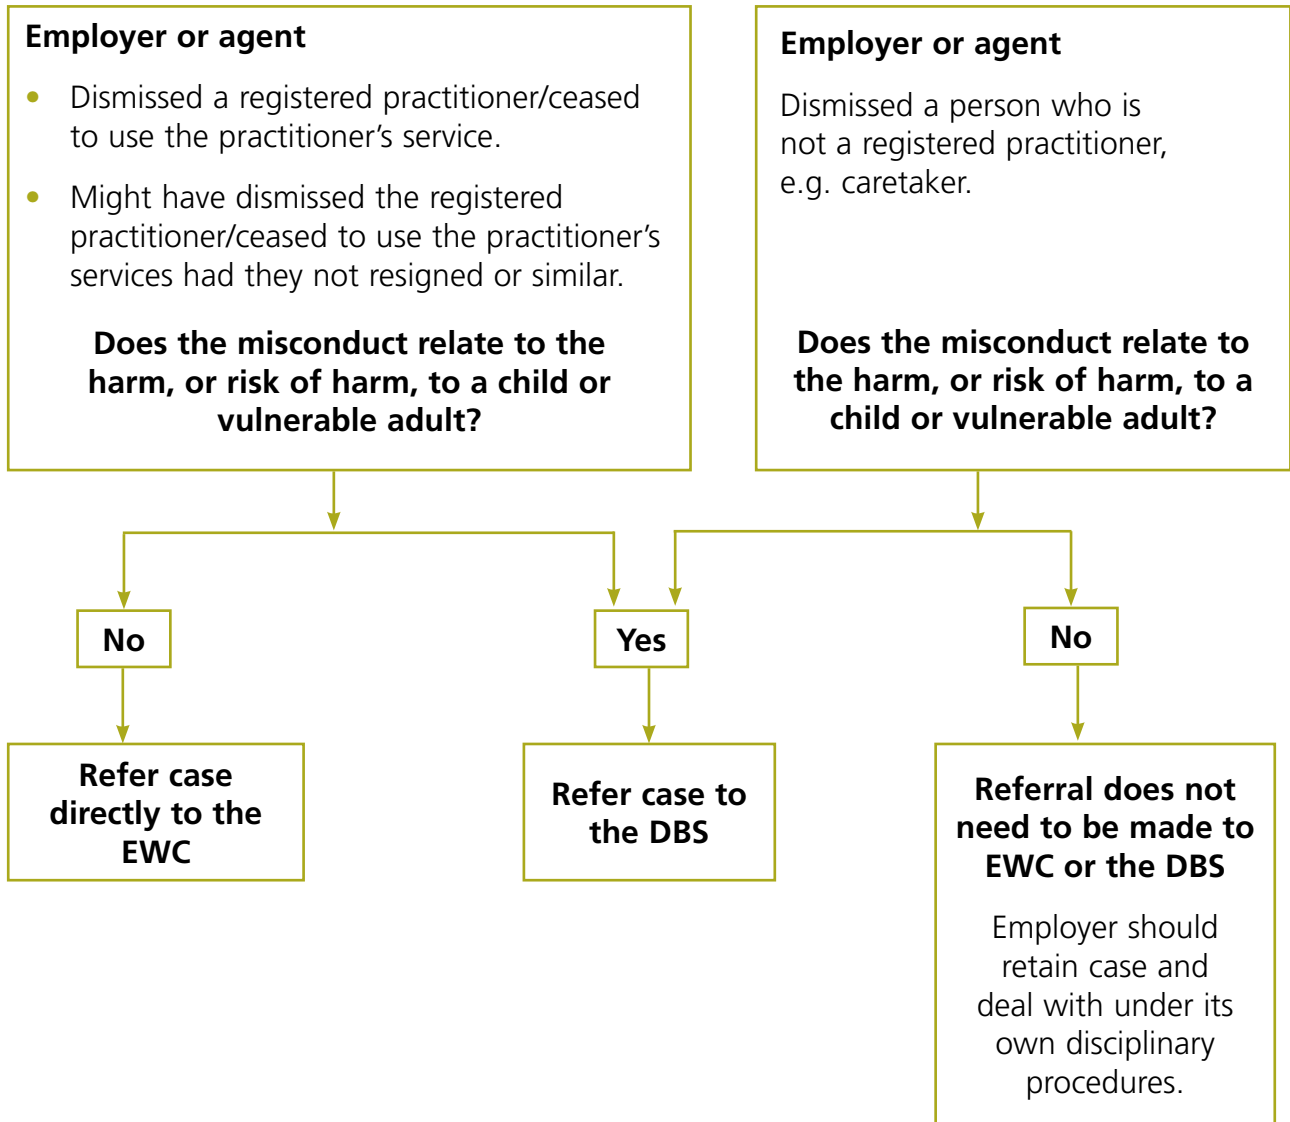 Employer or agent
• Dismissed a registered practitioner/ceased
to use the practitioner’s service.
• Might have dismissed the registered
practitioner/ceased to use the practitioner’s
services had they not resigned or similar.
Does the misconduct relate to the
harm, or risk of harm, to a child or
vulnerable adult?
Employer or agent
Dismissed a person who is
not a registered practitioner,
e.g. caretaker.
Does the misconduct relate to
the harm, or risk of harm, to a
child or vulnerable adult?
No
Yes
No
Refer case
directly to the
EWC
Refer case to
the DBS
Referral does not
need to be made to
EWC or the DBS
Employer should
retain case and
deal with under its
own disciplinary
procedures.